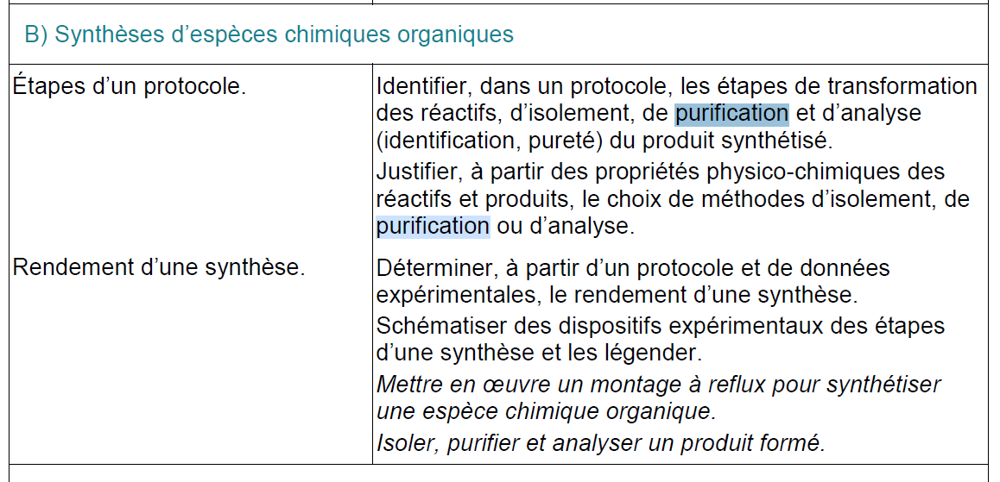 B) Synthèses d’espèces chimiques organiques
Étapes d’un protocole.
Identifier, dans un protocole, les étapes de transformation
des réactifs, d’isolement, de purification et d’analyse
(identification, pureté) du produit synthétisé.
Justifier, à partir des propriétés physico-chimiques des
réactifs et produits, le choix de méthodes d’isolement, de
purification ou d’analyse.
Rendement d’une synthèse.
Déterminer, à partir d’un protocole et de données
expérimentales, le rendement d’une synthèse.
Schématiser des dispositifs expérimentaux des étapes
d’une synthèse et les légender.
Mettre en œuvre un montage à reflux pour synthétiser
une espèce chimique organique.
Isoler, purifier et analyser un produit formé.